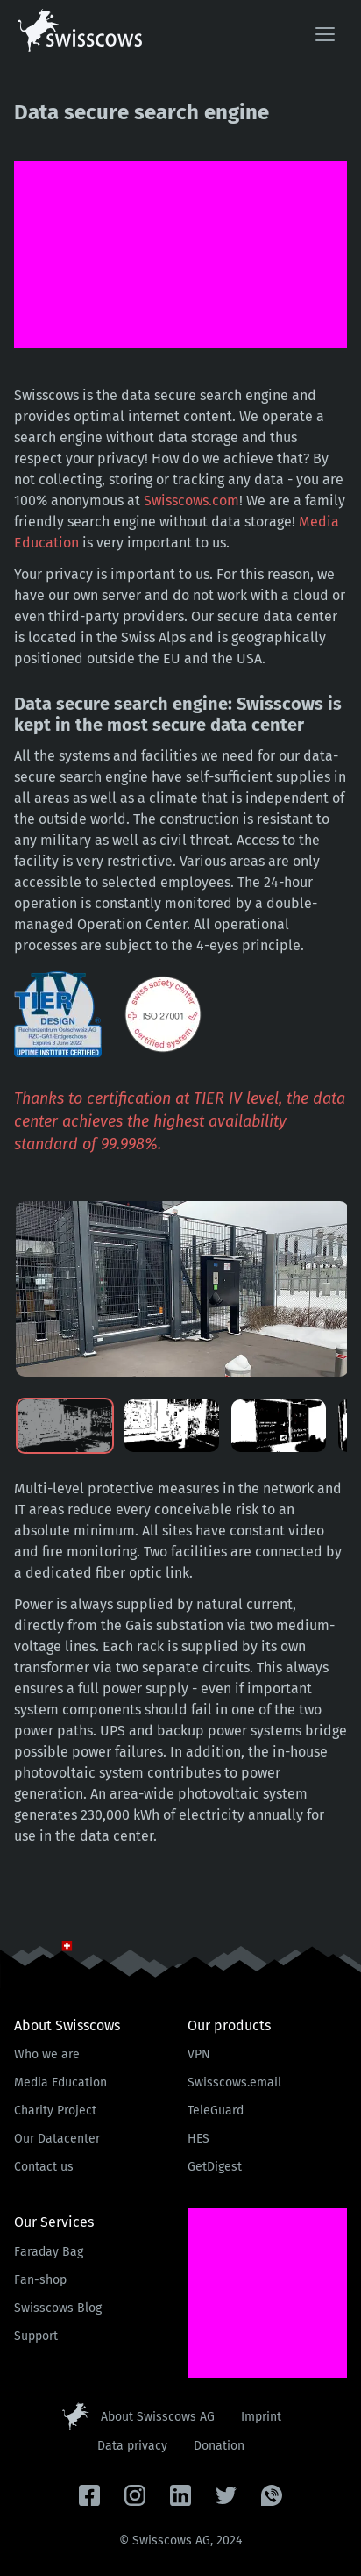 swisscows
Data secure search engine
Swisscows is the data secure search engine and
provides optimal internet content. We operate a
search engine without data storage and thus
respect your privacy! How do we achieve that? By
not collecting, storing or tracking any data - you are
100% anonymous at Swisscows.com! We are a family
friendly search engine without data storage! Media
Education is very important to us.
Your privacy is important to us. For this reason, we
have our own server and do not work with a cloud or
even third-party providers. Our secure data center
is located in the Swiss Alps and is geographically
positioned outside the EU and the USA.
Data secure search engine: Swisscows is
kept in the most secure data center
All the systems and facilities we need for our data-
secure search engine have self-sufficient supplies in
all areas as well as a climate that is independent of
the outside world. The construction is resistant to
any military as well as civil threat. Access to the
facility is very restrictive. Various areas are only
accessible to selected employees. The 24-hour
operation is constantly monitored by a double-
managed Operation Center. All operational
processes are subject to the 4-eyes principle.
IV
TIER
DESIGN
Rechenzentrum Ostschweiz AG
RZO-GA1-Erdgeschoss
Expires 8 June 2022
UPTIME INSTITUTE CERTIFIED
swiss safety center
ISO 27001
certified system
Thanks to certification at TIER IV level, the data
center achieves the highest availability
standard of 99.998%.
Multi-level protective measures in the network and
IT areas reduce every conceivable risk to an
absolute minimum. All sites have constant video
and fire monitoring. Two facilities are connected by
a dedicated fiber optic link.
Power is always supplied by natural current,
directly from the Gais substation via two medium-
voltage lines. Each rack is supplied by its own
transformer via two separate circuits. This always
ensures a full power supply - even if important
system components should fail in one of the two
power paths. UPS and backup power systems bridge
possible power failures. In addition, the in-house
photovoltaic system contributes to power
generation. An area-wide photovoltaic system
generates 230,000 kWh of electricity annually for
use in the data center.
About Swisscows
Who we are
Media Education
Charity Project
Our Datacenter
Contact us
Our products
VPN
Swisscows.email
TeleGuard
HES
GetDigest
Our Services
Faraday Bag
Fan-shop
Swisscows Blog
Support
About Swisscows AG
Imprint
Data privacy
Donation
© Swisscows AG, 2024